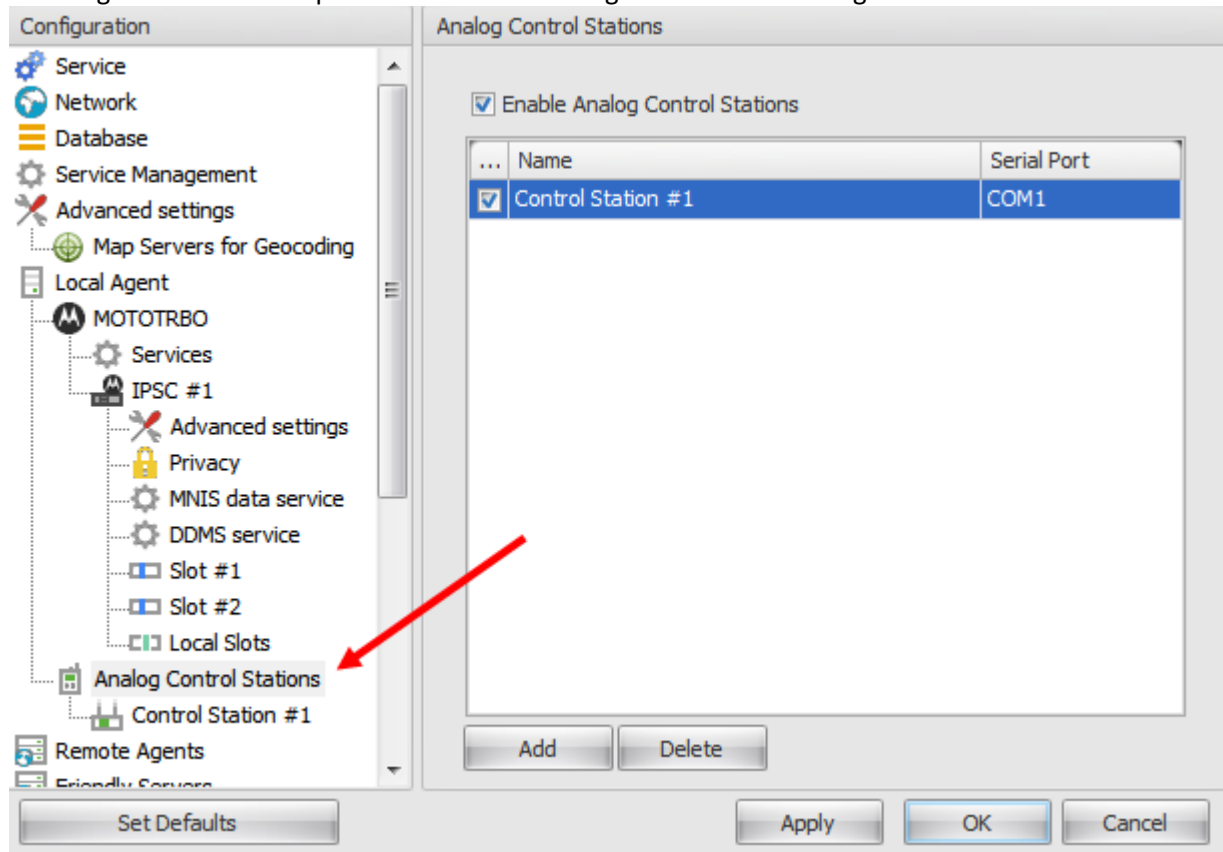 Configuration
Service
Network
Database
Service Management
Advanced settings
Map Servers for Geocoding
Local Agent
MOTOTRBO
Services
IPSC #1
Advanced settings
Privacy
MNIS data service
DDMS service
Slot #1
Slot #2
Local Slots
Analog Control Stations
Control Station #1
Remote Agents
Friendly Servers
Set Defaults
Analog Control Stations
Enable Analog Control Stations
... Name Serial Port
Control Station #1 COM1
Add Delete
Apply OK Cancel